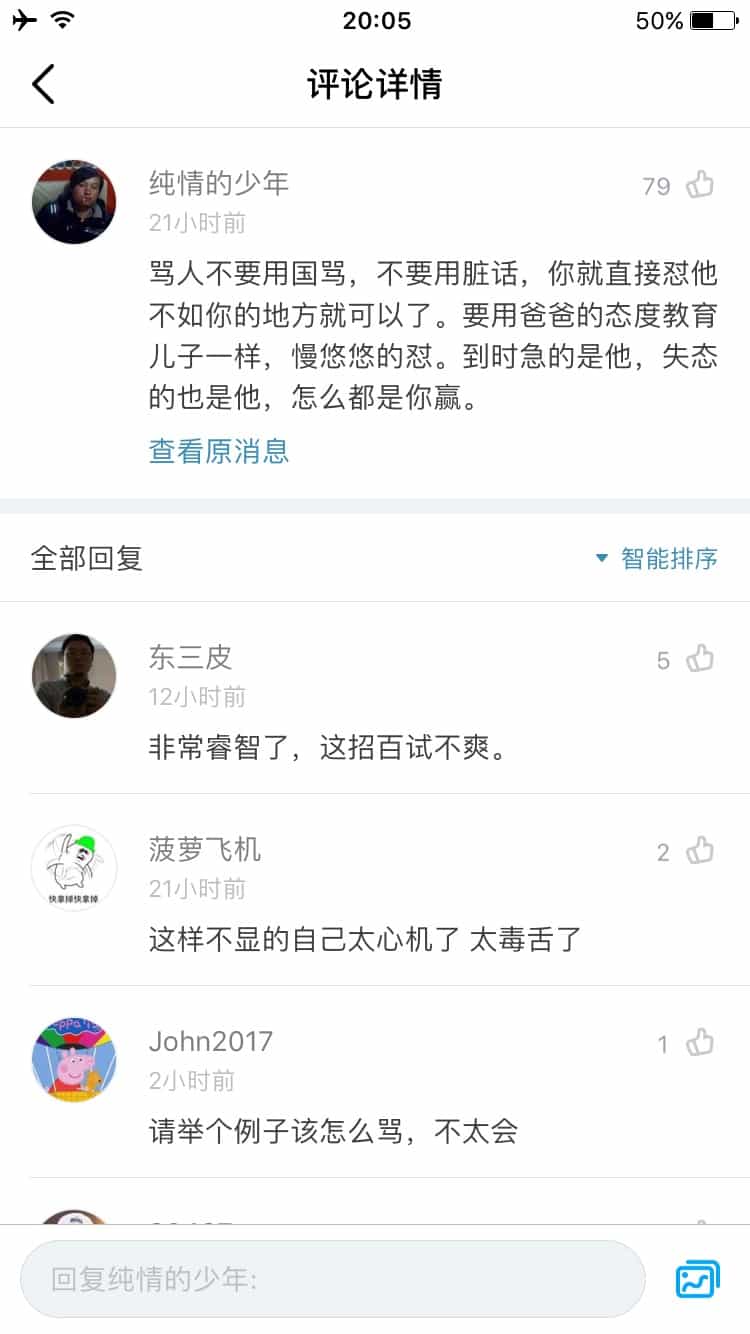 20:05
50%
评论详情
纯情的少年
79
21小时前
骂人不要用国骂，不要用脏话，你就直接怼他
不如你的地方就可以了。要用爸爸的态度教育
儿子一样，慢悠悠的怼。到时急的是他，失态
的也是他，怎么都是你赢。
查看原消息
全部回复
智能排序
东三皮
5
12小时前
非常睿智了，这招百试不爽。
菠萝飞机
2
21小时前
快拿掉快拿掉
这样不显的自己太心机了 太毒舌了
John2017
1
2小时前
请举个例子该怎么骂，不太会
回复纯情的少年: